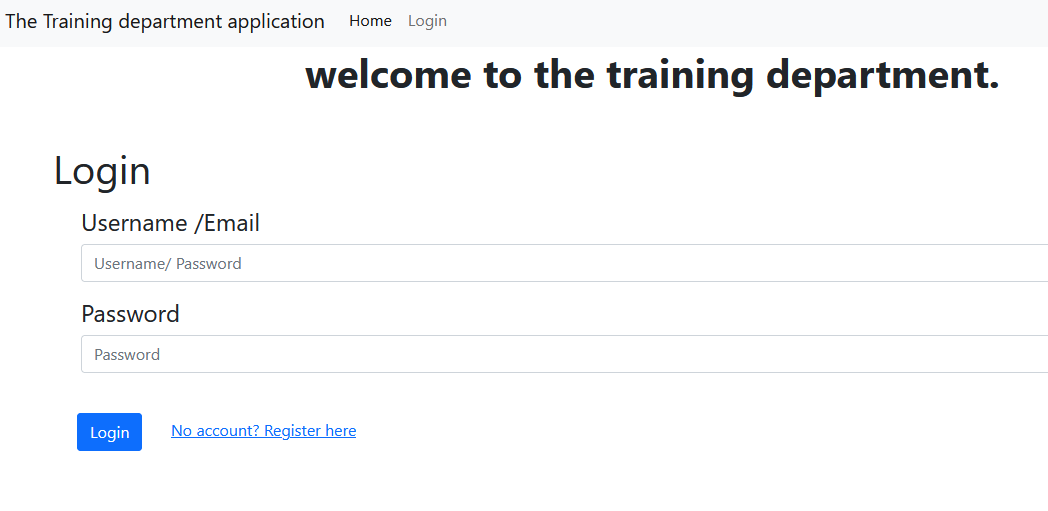 The Training department application Home Login
welcome to the training department.
Login
Username /Email
Username/ Password
Password
Password
Login No account? Register here